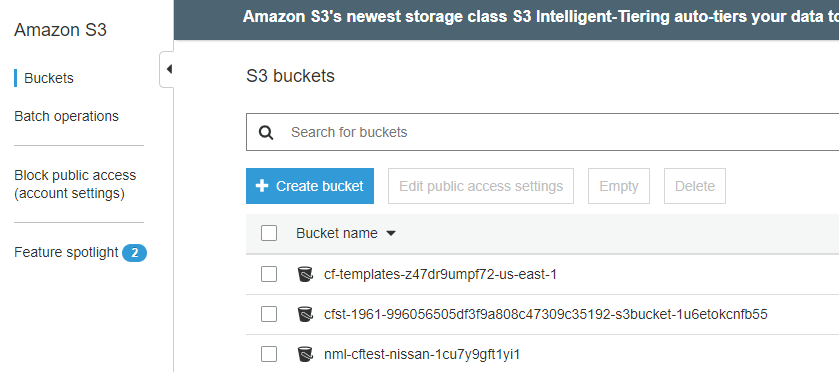 Amazon S3
Buckets
Batch operations
Block public access
(account settings)
Feature spotlight 2
Amazon S3's newest storage class S3 Intelligent-Tiering auto-tiers your data to
S3 buckets
Search for buckets
Create bucket Edit public access settings Empty Delete
Bucket name
cf-templates-z47dr9umpf72-us-east-1
cfst-1961-996056505df3f9a808c47309c35192-s3bucket-1u6etokcnfb55
nml-cftest-nissan-1cu7y9gft1yi1